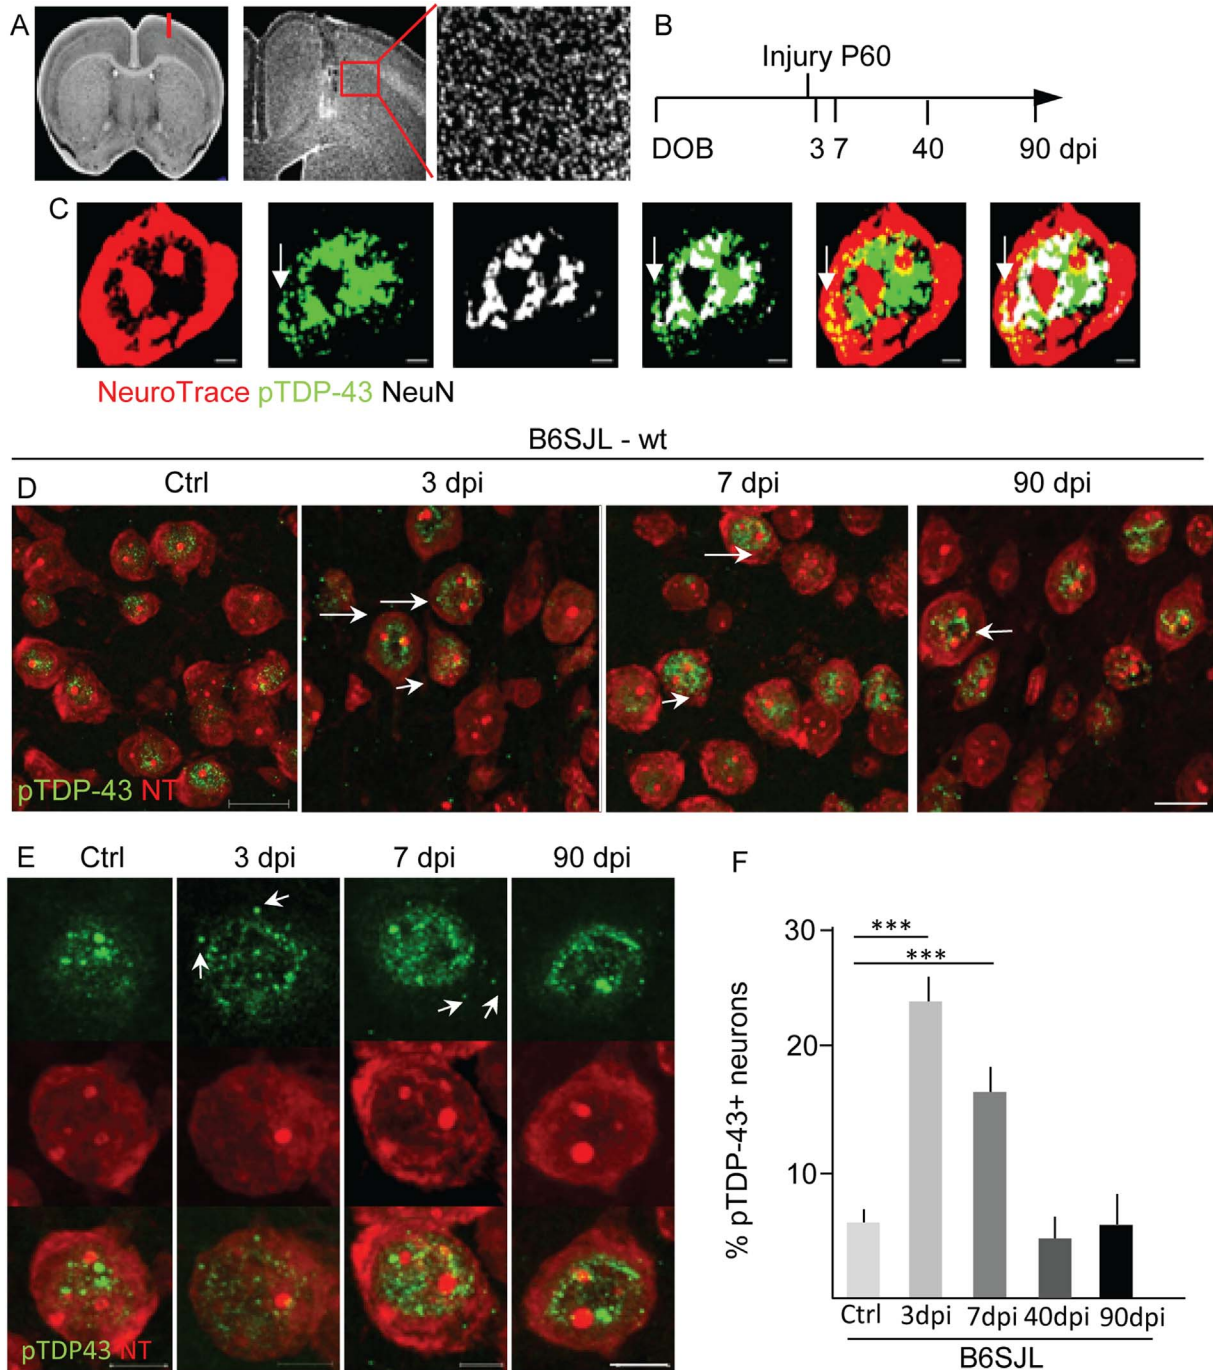 A
B
Injury P60
DOB 3 7 40 90 dpi
C
NeuroTrace pTDP-43 NeuN
B6SJL - wt
D Ctrl 3 dpi 7 dpi 90 dpi
pTDP-43 NT
E Ctrl 3 dpi 7 dpi 90 dpi
pTDP43 NT
F
% pTDP-43+ neurons
30
20
10
***
***
Ctrl 3dpi 7dpi 40dpi 90dpi
B6SJL